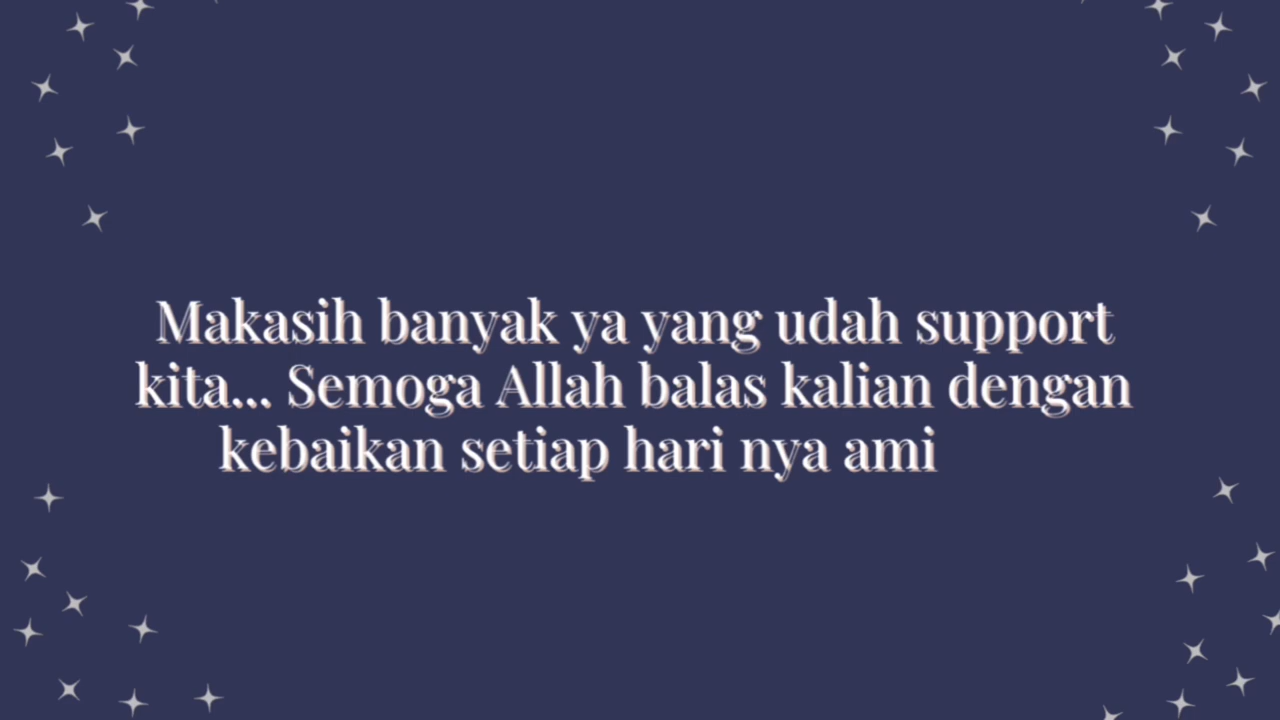 Makasih banyak ya yang udah support
kita... Semoga Allah balas kalian dengan
kebaikan setiap hari nya ami